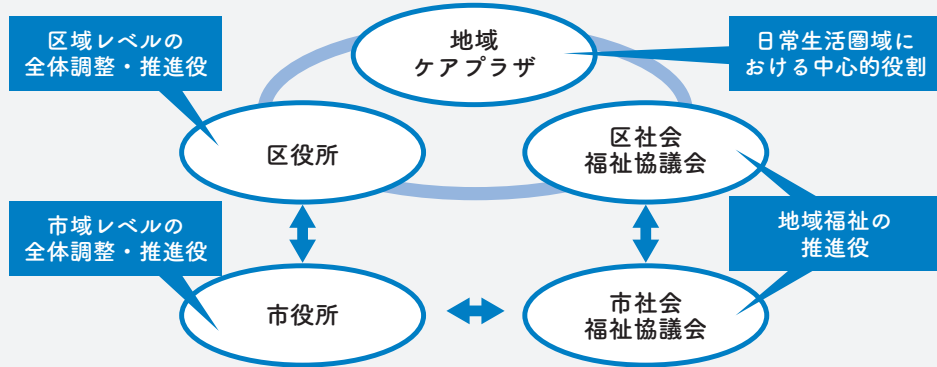 区域レベルの
全体調整・推進役
地域
ケアプラザ
日常生活圏域に
おける中心的役割
区役所
区社会
福祉協議会
市域レベルの
全体調整・推進役
地域福祉の
推進役
市役所
市社会
福祉協議会